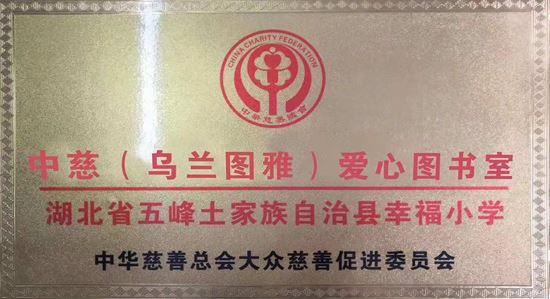 CHINA CHARITY FEDERATION
中华慈善总会
中慈（乌兰图雅）爱心图书室
湖北省五峰土家族自治县幸福小学
中华慈善总会大众慈善促进委员会